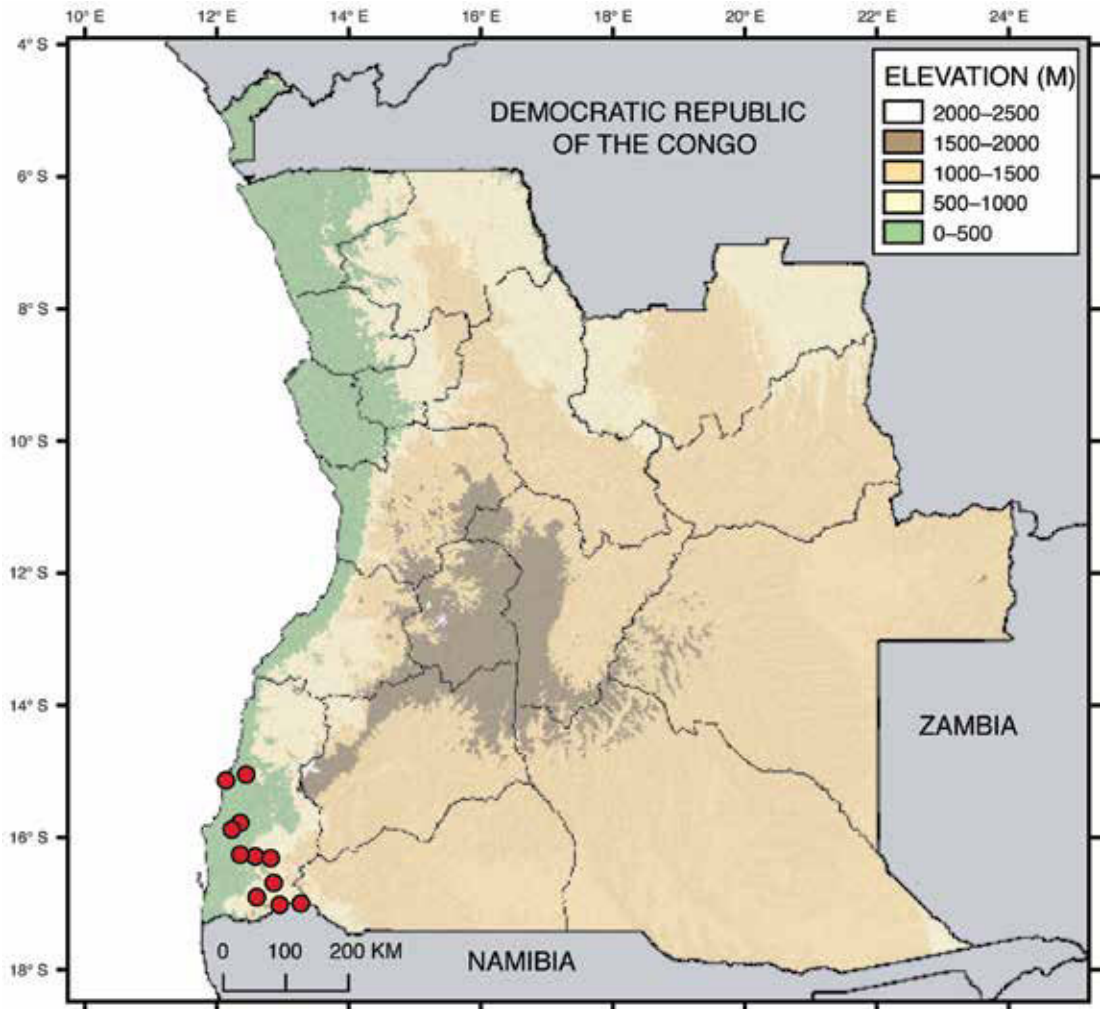 10° E 12° E 14° E 16° E 18° E 20° E 22° E 24° E
4° S
ELEVATION (M)
2000–2500
1500–2000
1000–1500
500–1000
0–500
DEMOCRATIC REPUBLIC
OF THE CONGO
6° S
8° S
10° S
12° S
14° S
ZAMBIA
16° S
0 100 200 KM
NAMIBIA
18° S